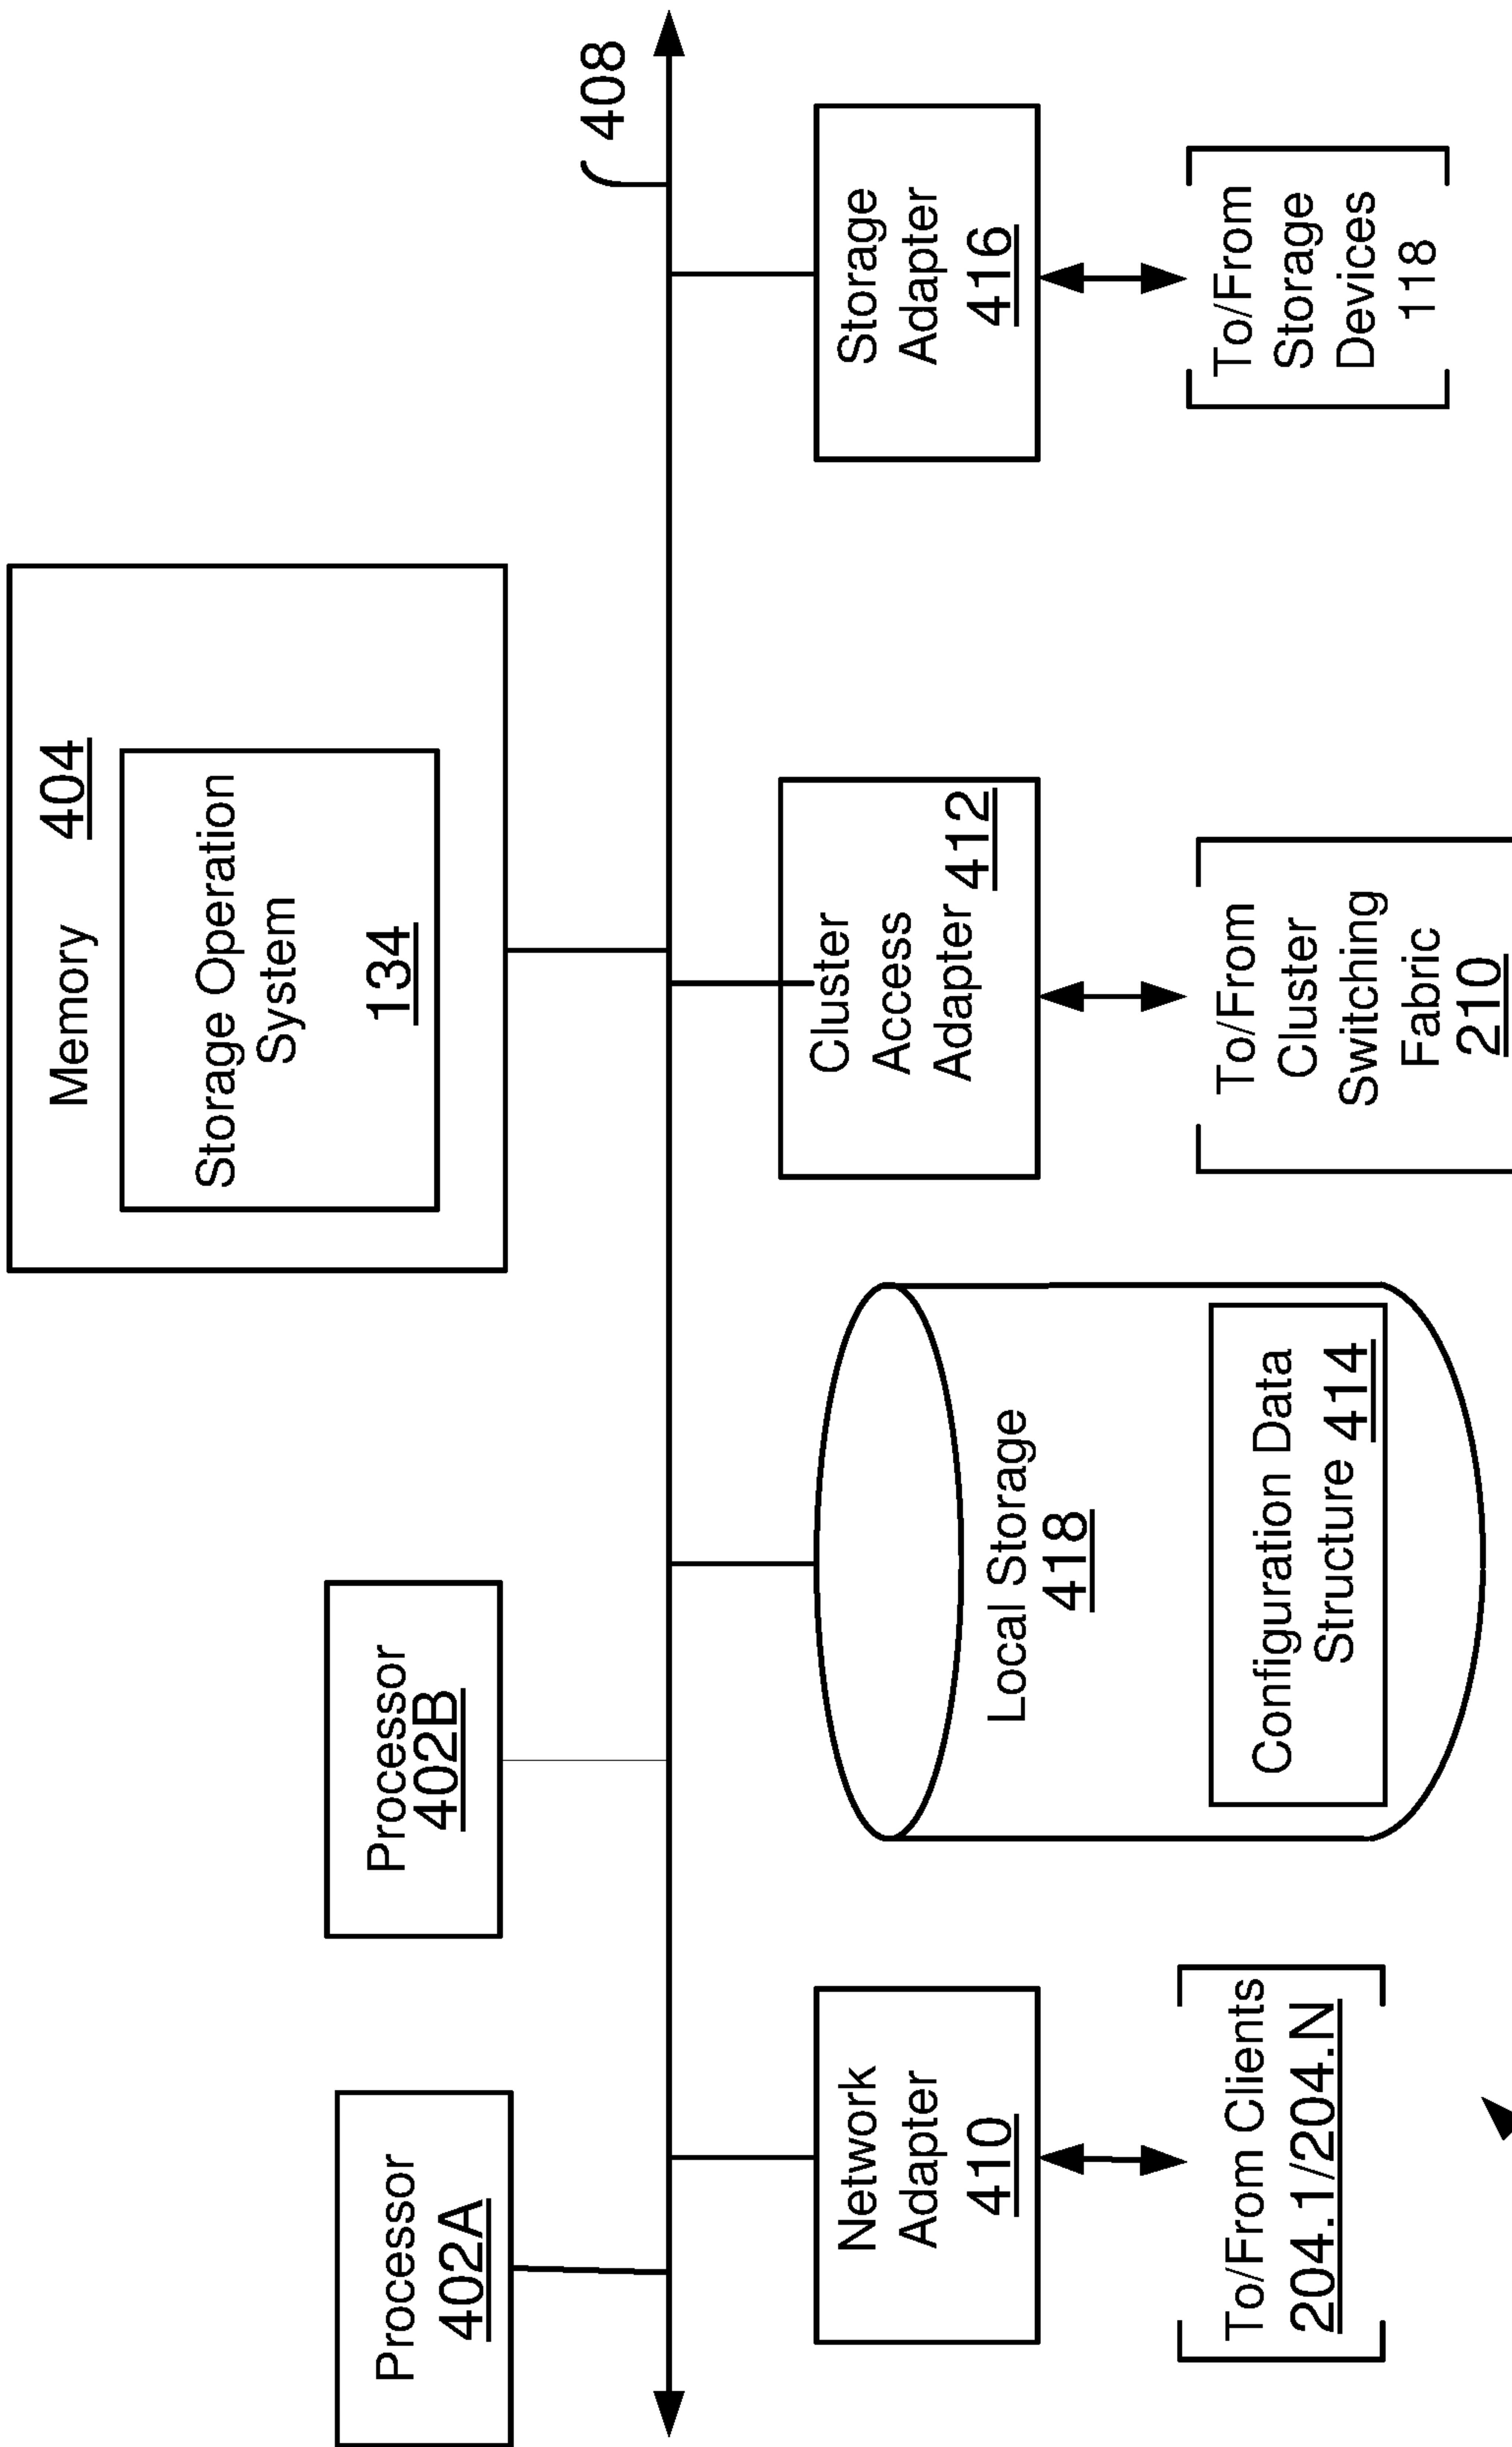 Processor
402A
Processor
402B
Memory 404
Storage Operation
System
134
408
Network
Adapter
410
Local Storage
418
Configuration Data
Structure 414
Cluster
Access
Adapter 412
Storage
Adapter
416
To/From Clients
204.1/204.N
To/From
Cluster
Switching
Fabric
210
To/From
Storage
Devices
118